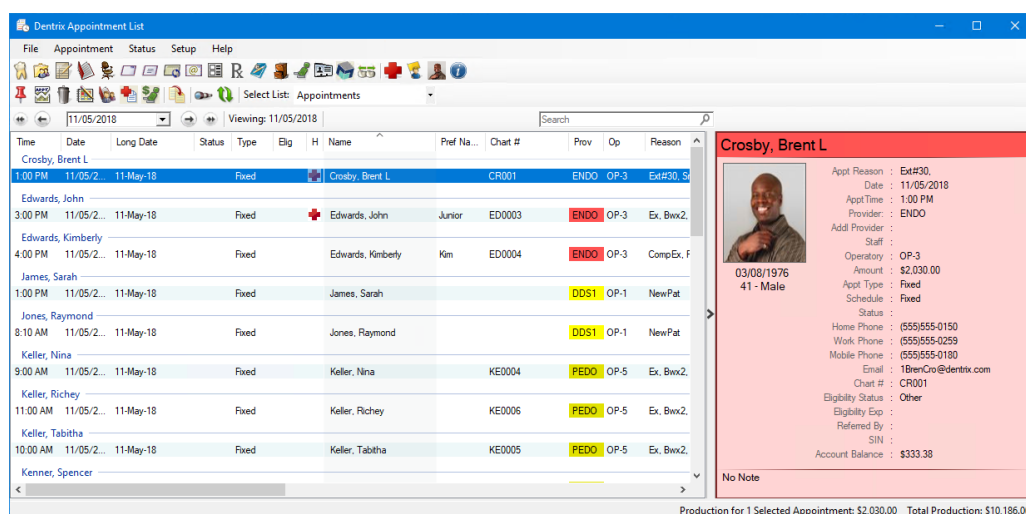 Dentrix Appointment List
File Appointment Status Setup Help
Select List: Appointments
11/05/2018 Viewing: 11/05/2018 Search
Time Date Long Date Status Type Elig H Name Pref Na... Chart # Prov Op Reason
Crosby, Brent L
1:00 PM 11/05/2... 11-May-18 Fixed Crosby, Brent L CR001 ENDO OP-3 Ext#30, Sr
Edwards, John
3:00 PM 11/05/2... 11-May-18 Fixed Edwards, John Junior ED0003 ENDO OP-3 Ex, Bwx2,
Edwards, Kimberly
4:00 PM 11/05/2... 11-May-18 Fixed Edwards, Kimberly Kim ED0004 ENDO OP-3 CompEx, F
James, Sarah
1:00 PM 11/05/2... 11-May-18 Fixed James, Sarah DDS1 OP-1 NewPat
Jones, Raymond
8:10 AM 11/05/2... 11-May-18 Fixed Jones, Raymond DDS1 OP-1 NewPat
Keller, Nina
9:00 AM 11/05/2... 11-May-18 Fixed Keller, Nina KE0004 PEDO OP-5 Ex, Bwx2,
Keller, Richey
11:00 AM 11/05/2... 11-May-18 Fixed Keller, Richey KE0006 PEDO OP-5 Ex, Bwx2,
Keller, Tabitha
10:00 AM 11/05/2... 11-May-18 Fixed Keller, Tabitha KE0005 PEDO OP-5 Ex, Bwx2,
Kenner, Spencer
Crosby, Brent L
03/08/1976
41 - Male
Appt Reason : Ext#30,
Date : 11/05/2018
ApptTime : 1:00 PM
Provider: : ENDO
Addl Provider :
Staff :
Operatory : OP-3
Amount : $2,030.00
Appt Type : Fixed
Schedule : Fixed
Status :
Home Phone : (555)555-0150
Work Phone : (555)555-0259
Mobile Phone : (555)555-0180
Email : 1BrenCro@dentrix.com
Chart # : CR001
Eligibility Status : Other
Eligibility Exp :
Referred By :
SIN :
Account Balance : $333.38
No Note
Production for 1 Selected Appointment: $2,030.00 Total Production: $10,186.00